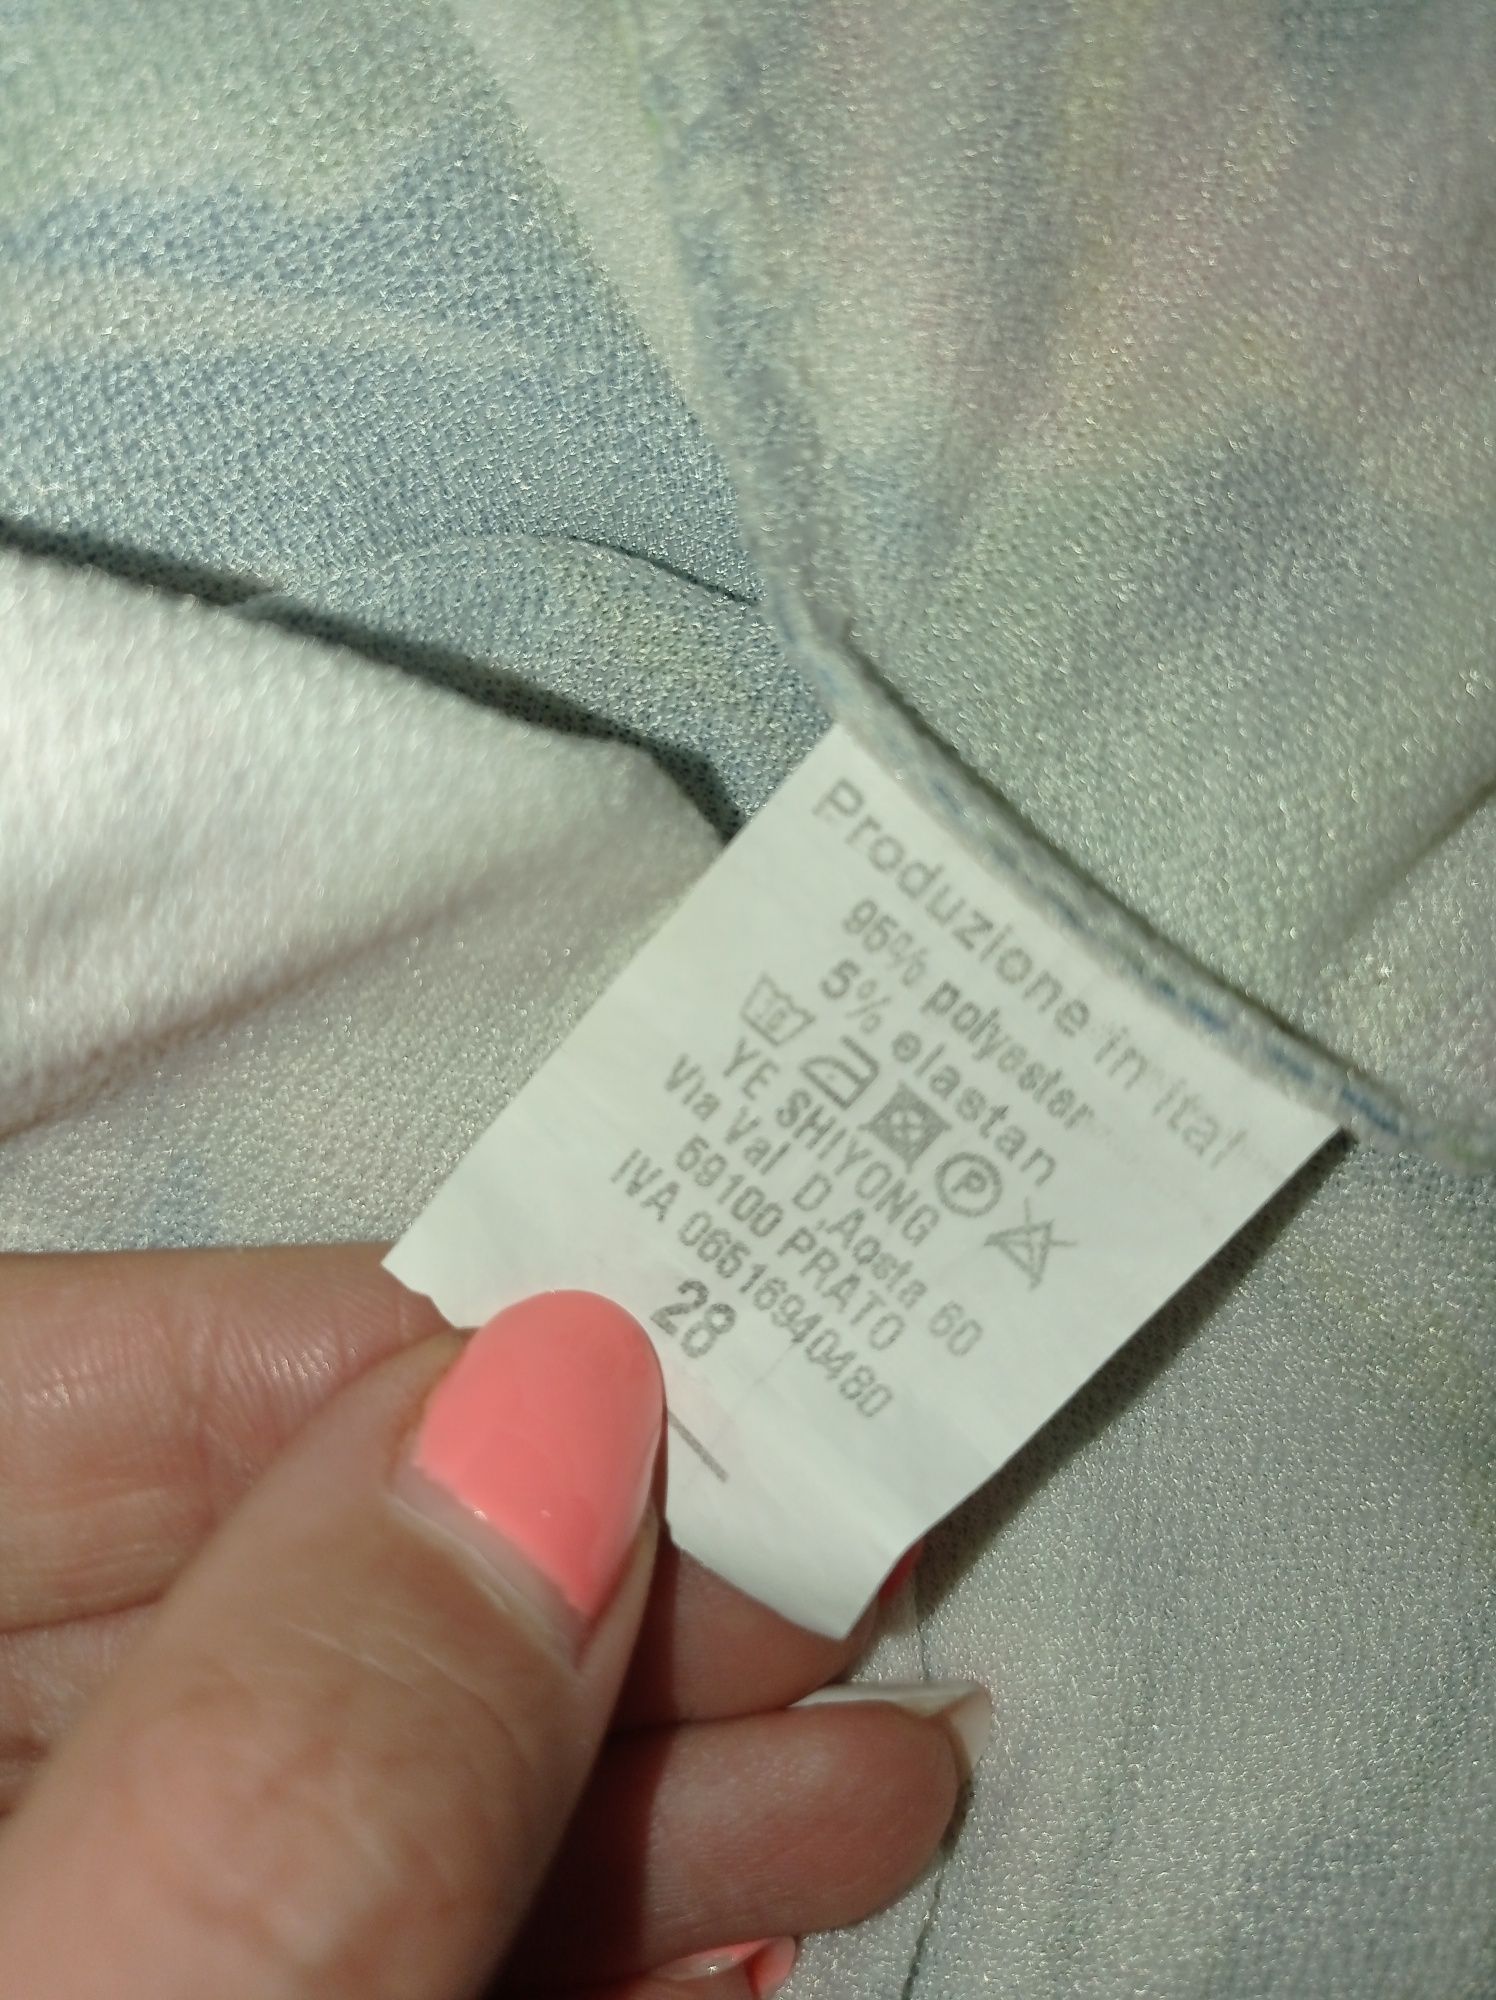 Produzione in ital
95% polyester
5% elastan
P
YE SHIYONG
Via Val D,Aosta 60
59100 PRATO
IVA 06516940480
28